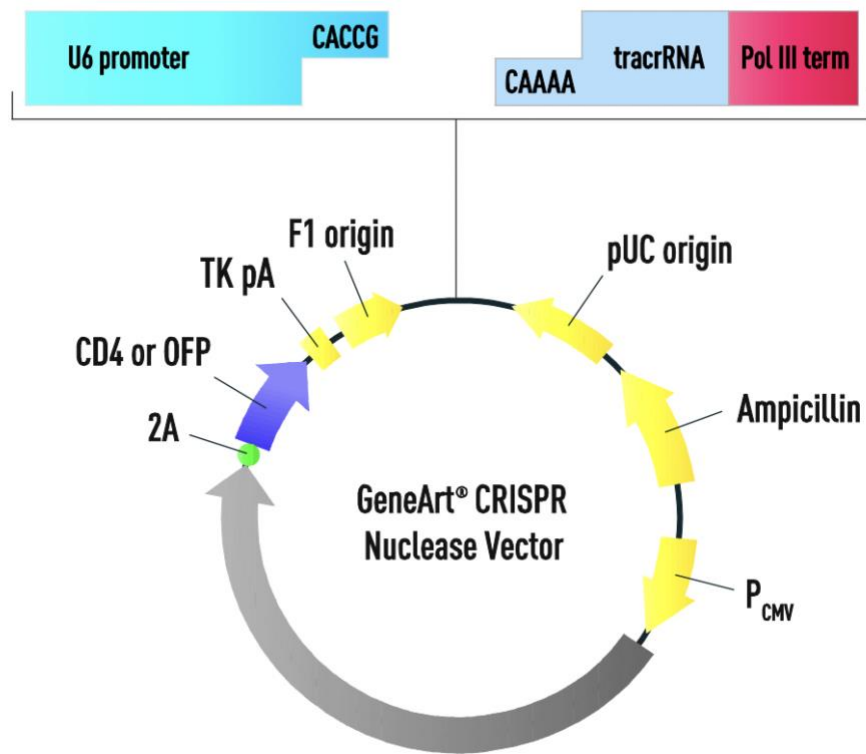 U6 promoter
CACCG
CAAAA
tracrRNA
Pol III term
F1 origin
pUC origin
TK pA
CD4 or OFP
Ampicillin
2A
GeneArt® CRISPR
Nuclease Vector
PCMV